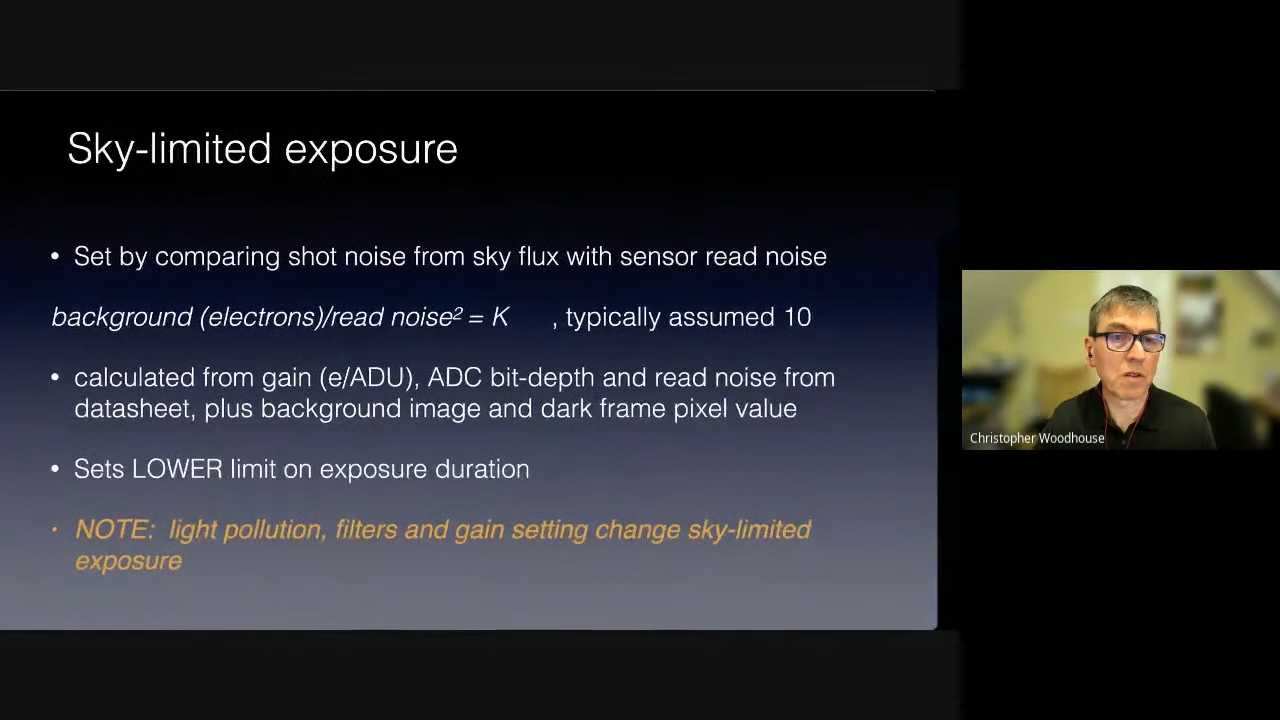 Sky-limited exposure
• Set by comparing shot noise from sky flux with sensor read noise
background (electrons)/read noise² = K , typically assumed 10
• calculated from gain (e/ADU), ADC bit-depth and read noise from
datasheet, plus background image and dark frame pixel value
• Sets LOWER limit on exposure duration
• NOTE: light pollution, filters and gain setting change sky-limited
exposure
Christopher Woodhouse